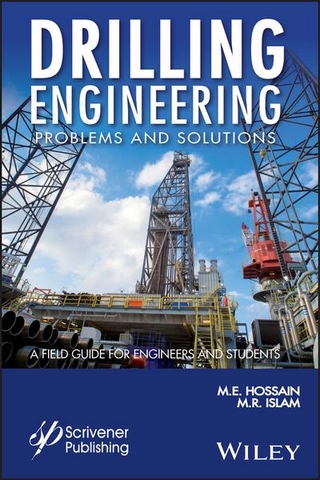 DRILLING
ENGINEERING
PROBLEMS AND SOLUTIONS
A FIELD GUIDE FOR ENGINEERS AND STUDENTS
M.E. HOSSAIN
M.R. ISLAM
Scrivener
Publishing
WILEY